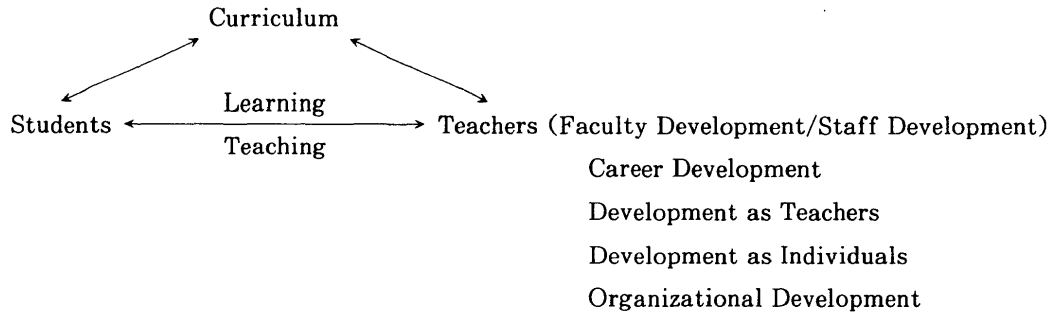 Curriculum
Learning
Students Teachers (Faculty Development/Staff Development)
Teaching
Career Development
Development as Teachers
Development as Individuals
Organizational Development